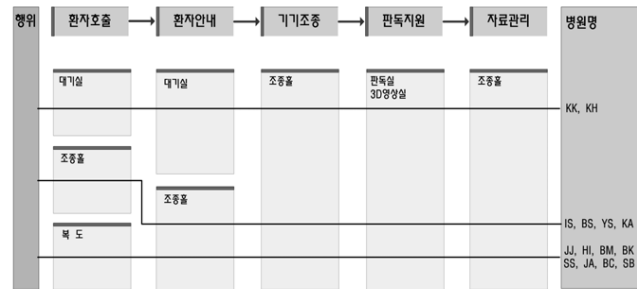 행위
환자호출
환자안내
기기조종
판독지원
자료관리
병원명
대기실
대기실
조종홀
판독실
3D영상실
조종홀
KK, KH
조종홀
조종홀
IS, BS, YS, KA
복 도
JJ, HI, BM, BK
SS, JA, BC, SB